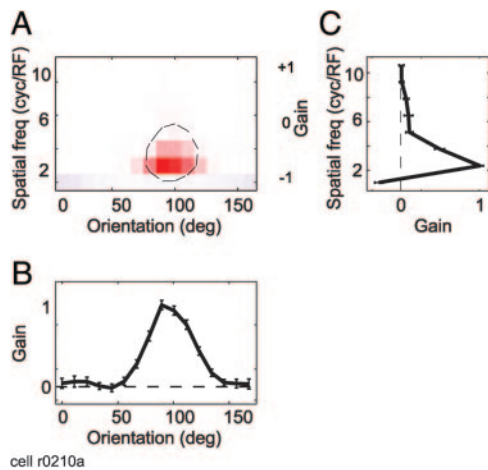 A
Spatial freq (cyc/RF)
10
6
2
0 50 100 150
Orientation (deg)
+1
0
-1
Gain
C
Spatial freq (cyc/RF)
10
6
2
0 1
Gain
B
Gain
1
0
0 50 100 150
Orientation (deg)
cell r0210a